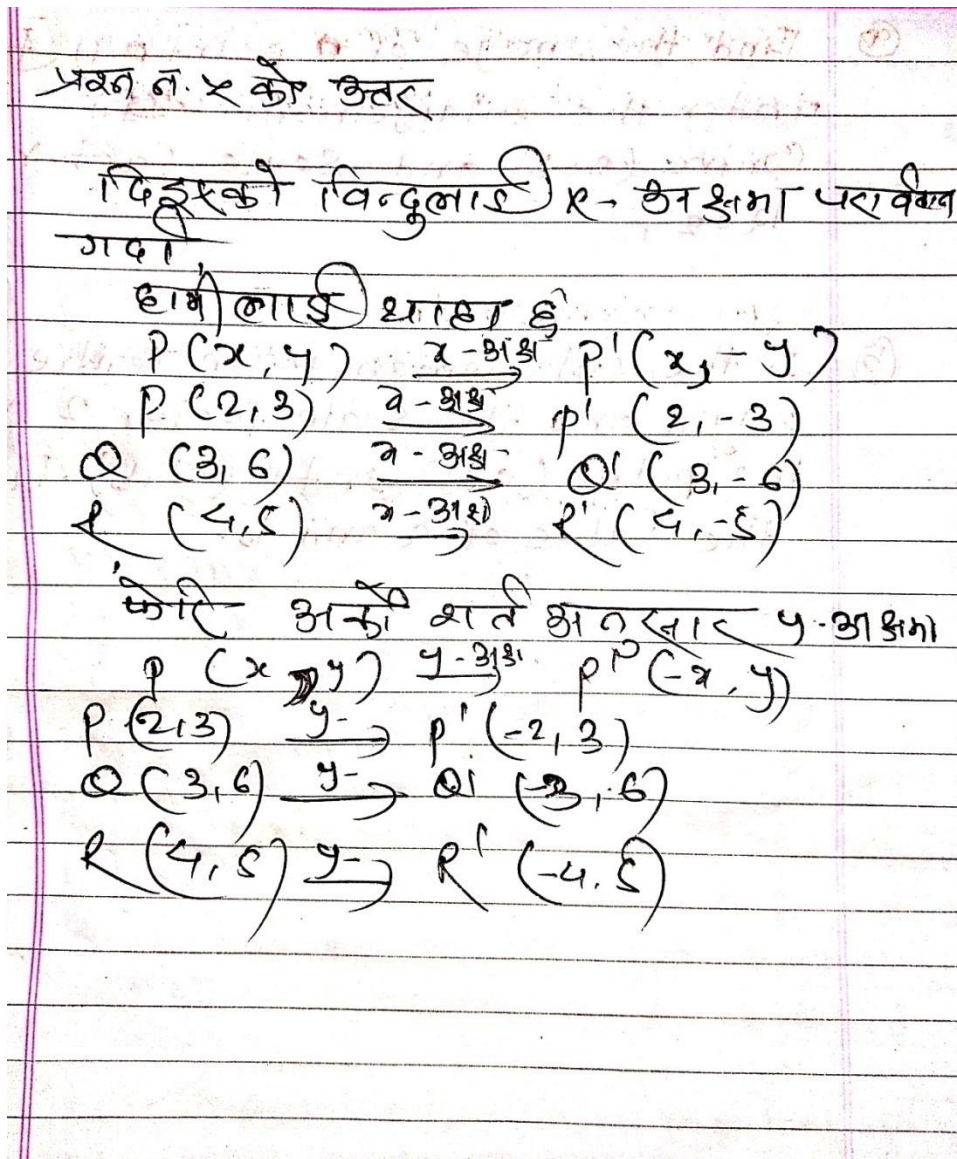 प्रश्न न. ५ को उत्तर
दिइएको विन्दुलाई x- अक्षमा परावर्तन
गर्दा,
हामीलाई थाहा छ
P (x, y) x-अक्ष → P' (x, -y)
P (2, 3) x-अक्ष → P' (2, -3)
Q (3, 6) x-अक्ष → Q' (3, -6)
R (4, 5) x-अक्ष → R' (4, -5)
फेरि अर्को शर्त अनुसार y-अक्षमा
P (x, y) y-अक्ष → P' (-x, y)
P (2, 3) y- → P' (-2, 3)
Q (3, 6) y- → Q' (-3, 6)
R (4, 5) y- → R' (-4, 5)